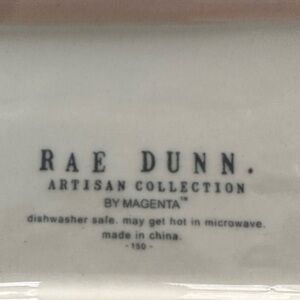 RAE DUNN.
ARTISAN COLLECTION
BY MAGENTA™
dishwasher safe. may get hot in microwave.
made in china.
- 150 -